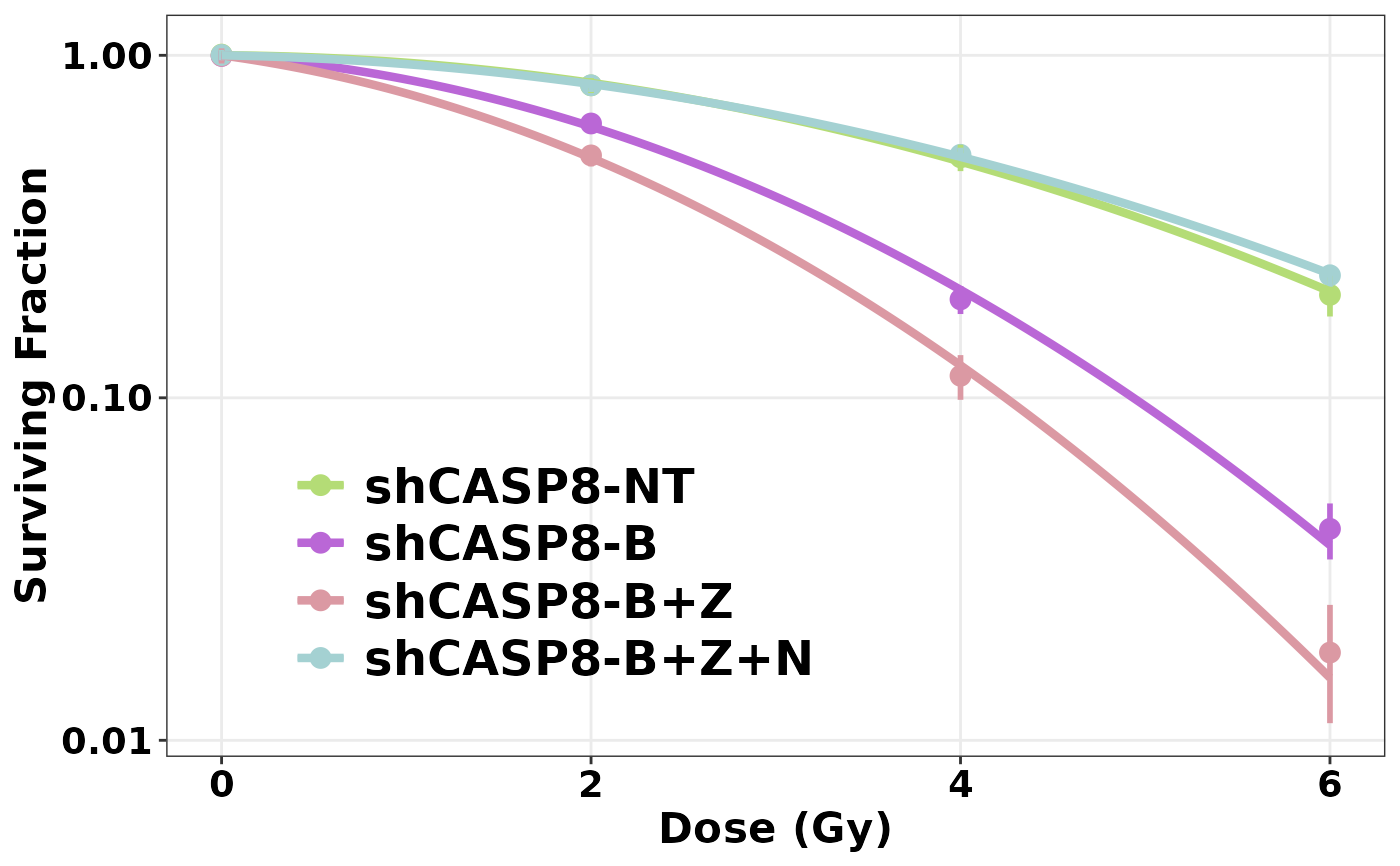 1.00
0.10
0.01
Surviving Fraction
shCASP8-NT
shCASP8-B
shCASP8-B+Z
shCASP8-B+Z+N
0 2 4 6
Dose (Gy)